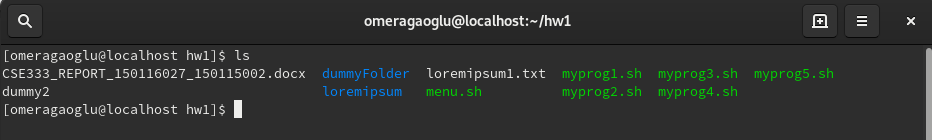 omeragaoglu@localhost:~/hw1
[omeragaoglu@localhost hw1]$ ls
CSE333_REPORT_150116027_150115002.docx  dummyFolder  loremipsum1.txt  myprog1.sh  myprog3.sh  myprog5.sh
dummy2                                  loremipsum   menu.sh          myprog2.sh  myprog4.sh
[omeragaoglu@localhost hw1]$